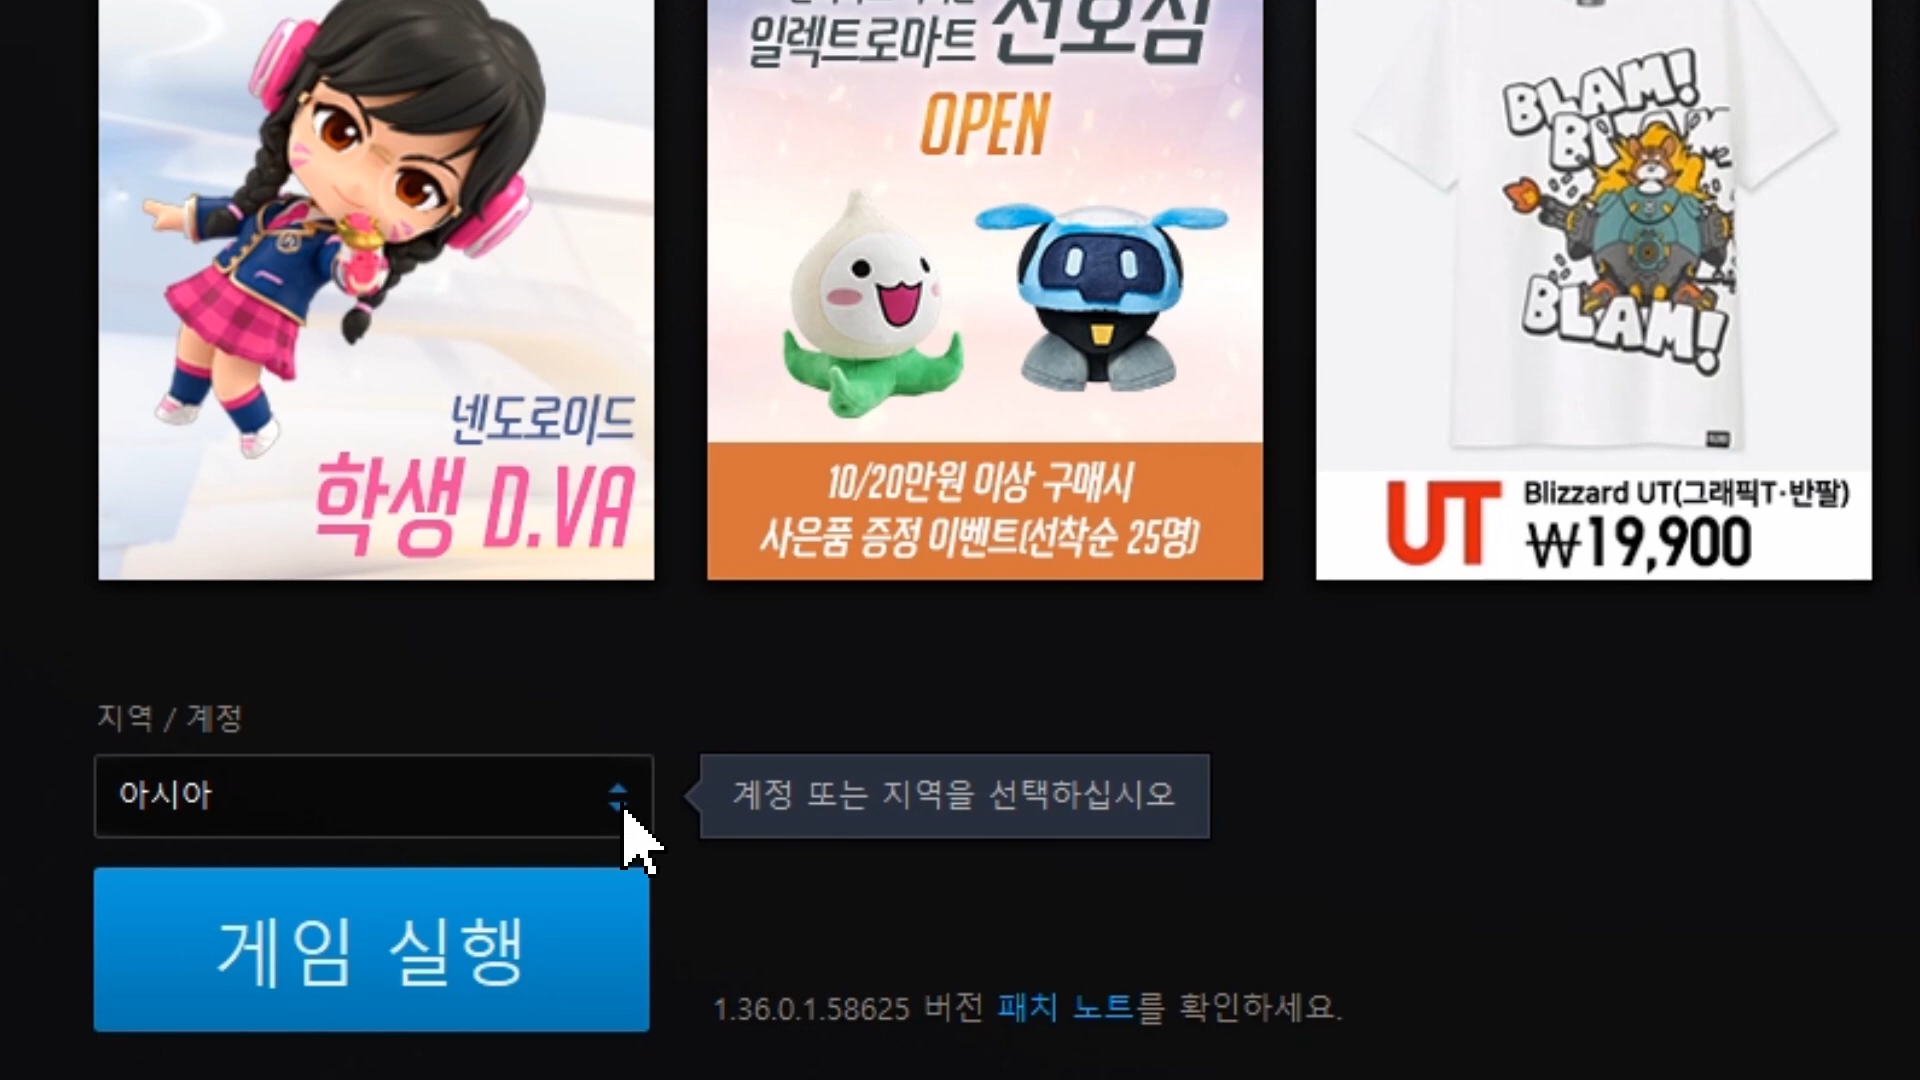 일렉트로마트
OPEN
넨도로이드
학생 D.VA
10/20만원 이상 구매시
사은품 증정 이벤트(선착순 25명)
BLAM!
BLAM!
UT
Blizzard UT(그래픽T·반팔)
₩19,900
지역 / 계정
아시아
계정 또는 지역을 선택하십시오
게임 실행
1.36.0.1.58625 버전 패치 노트를 확인하세요.